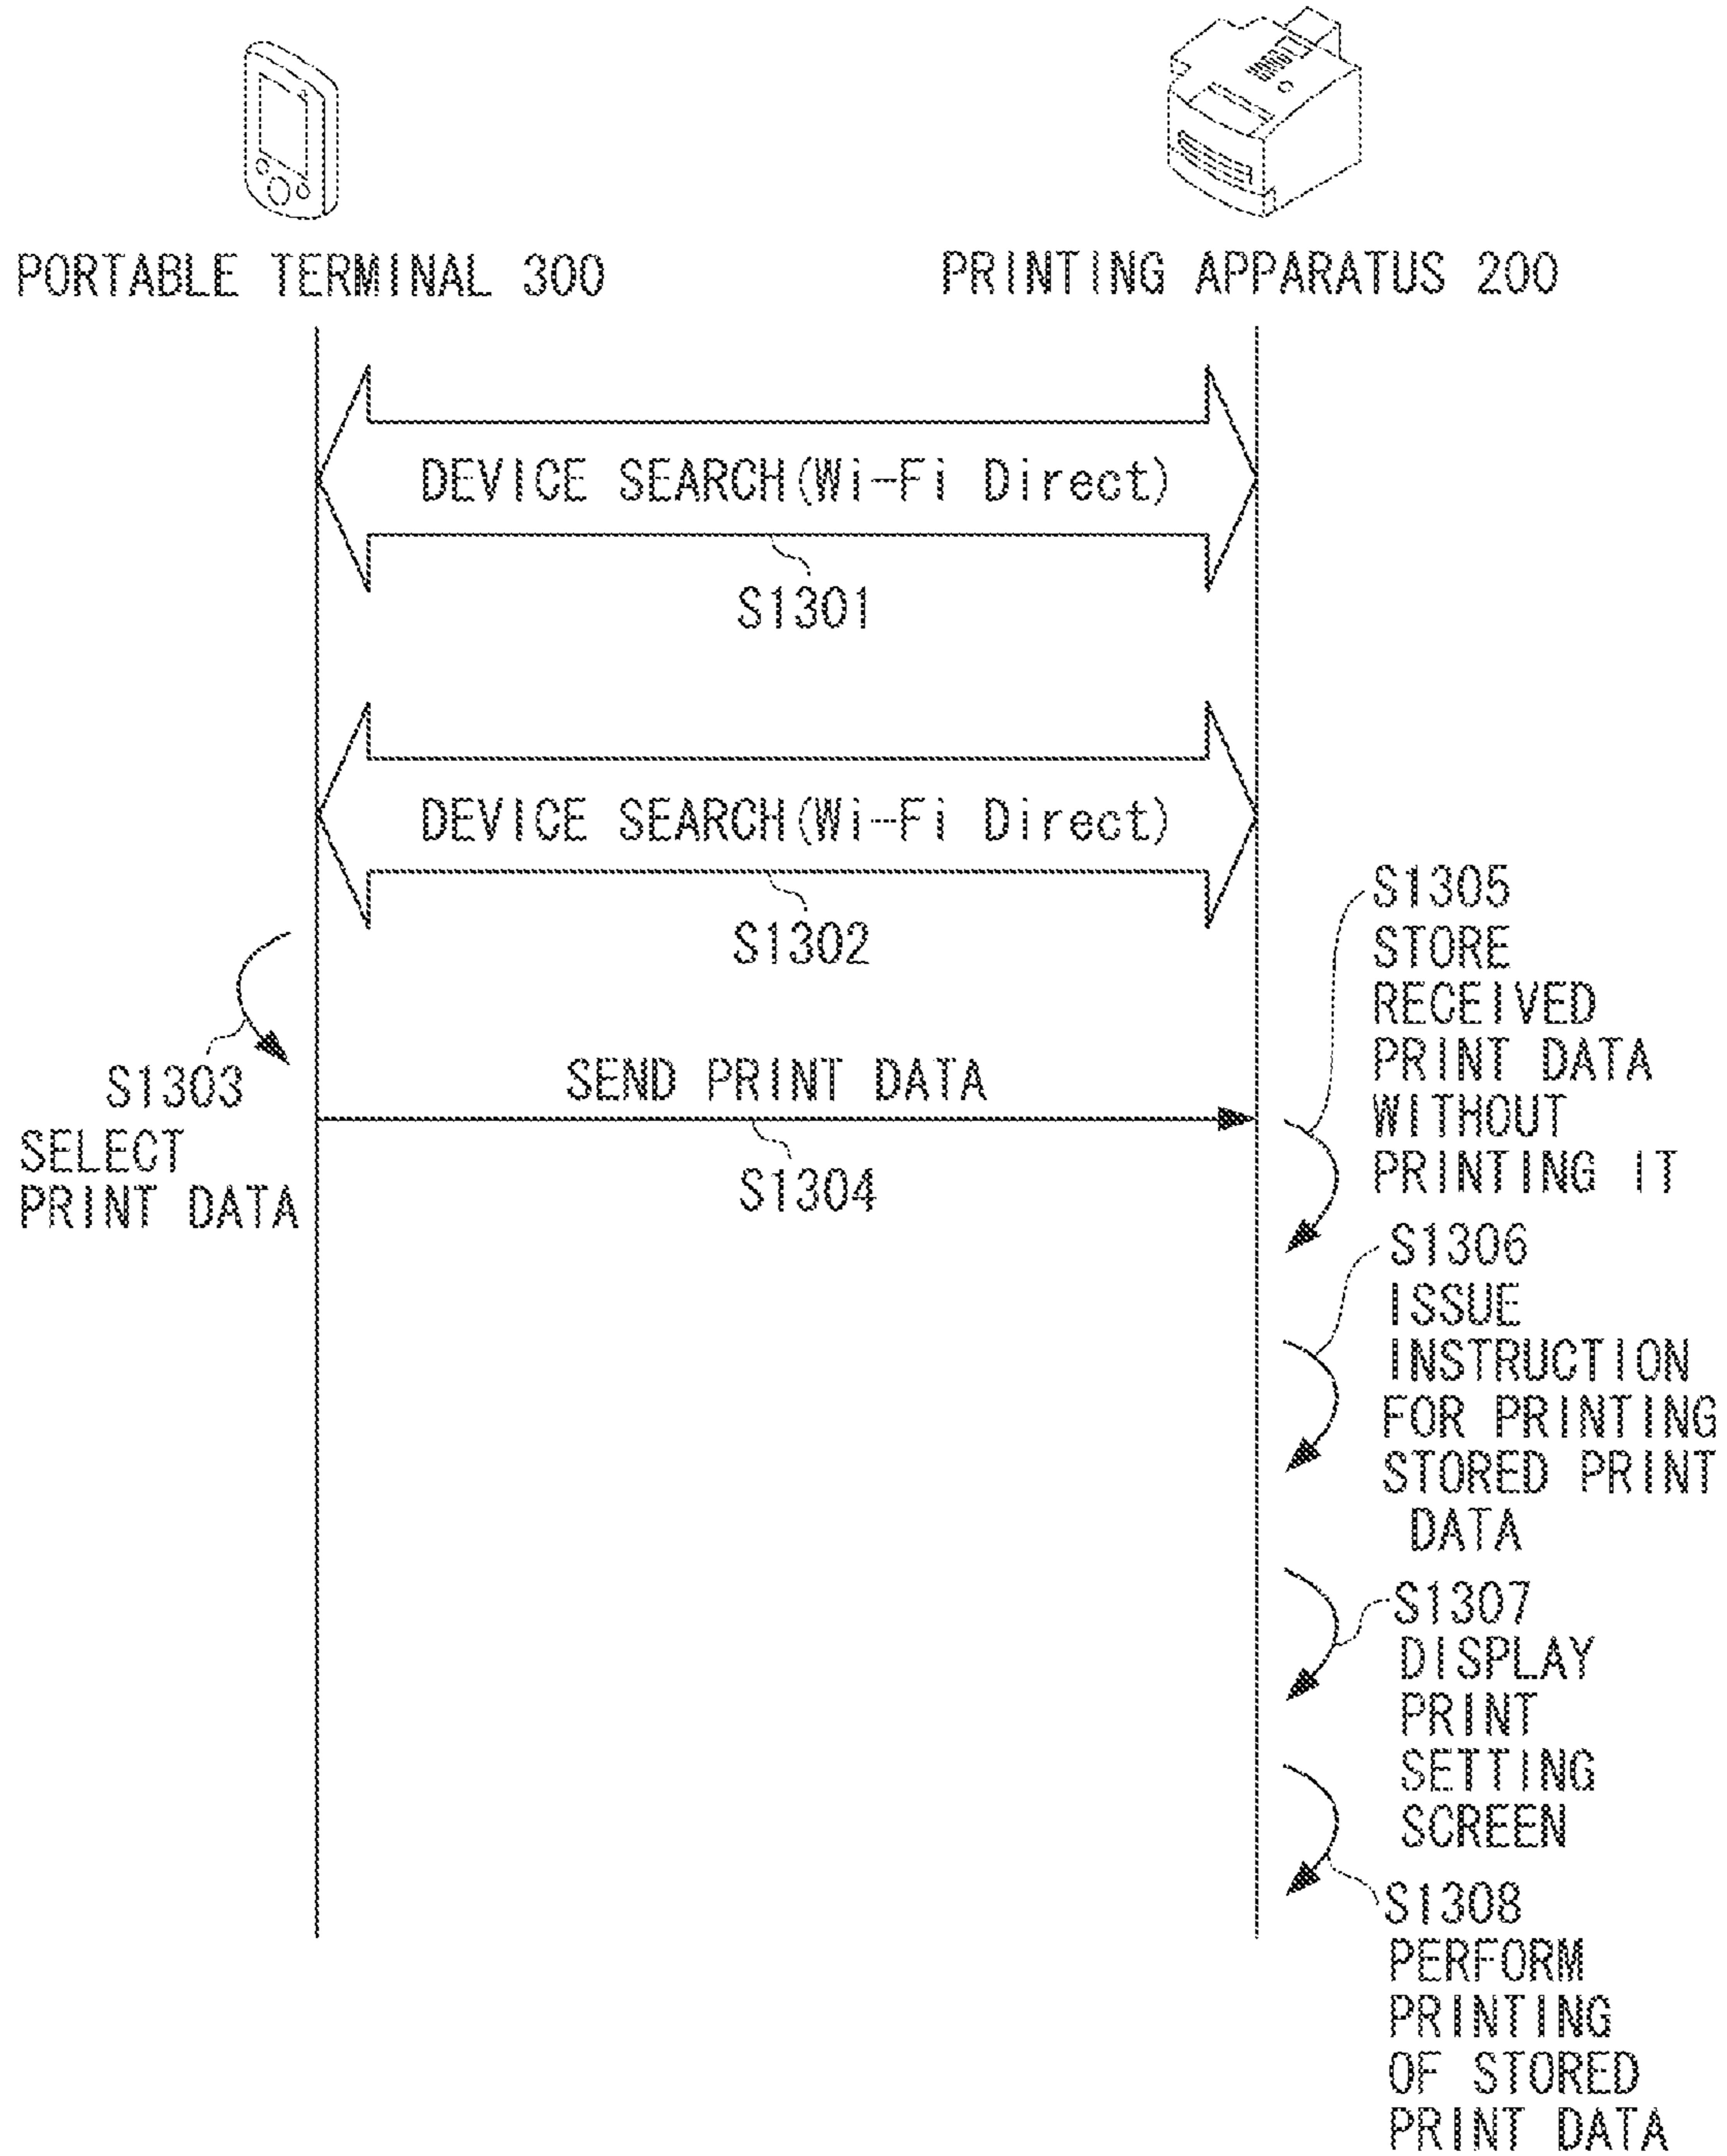 PORTABLE TERMINAL 300
PRINTING APPARATUS 200
DEVICE SEARCH(Wi-Fi Direct)
S1301
DEVICE SEARCH(Wi-Fi Direct)
S1302
S1303
SELECT
PRINT DATA
SEND PRINT DATA
S1304
S1305
STORE
RECEIVED
PRINT DATA
WITHOUT
PRINTING IT
S1306
ISSUE
INSTRUCTION
FOR PRINTING
STORED PRINT
DATA
S1307
DISPLAY
PRINT
SETTING
SCREEN
S1308
PERFORM
PRINTING
OF STORED
PRINT DATA